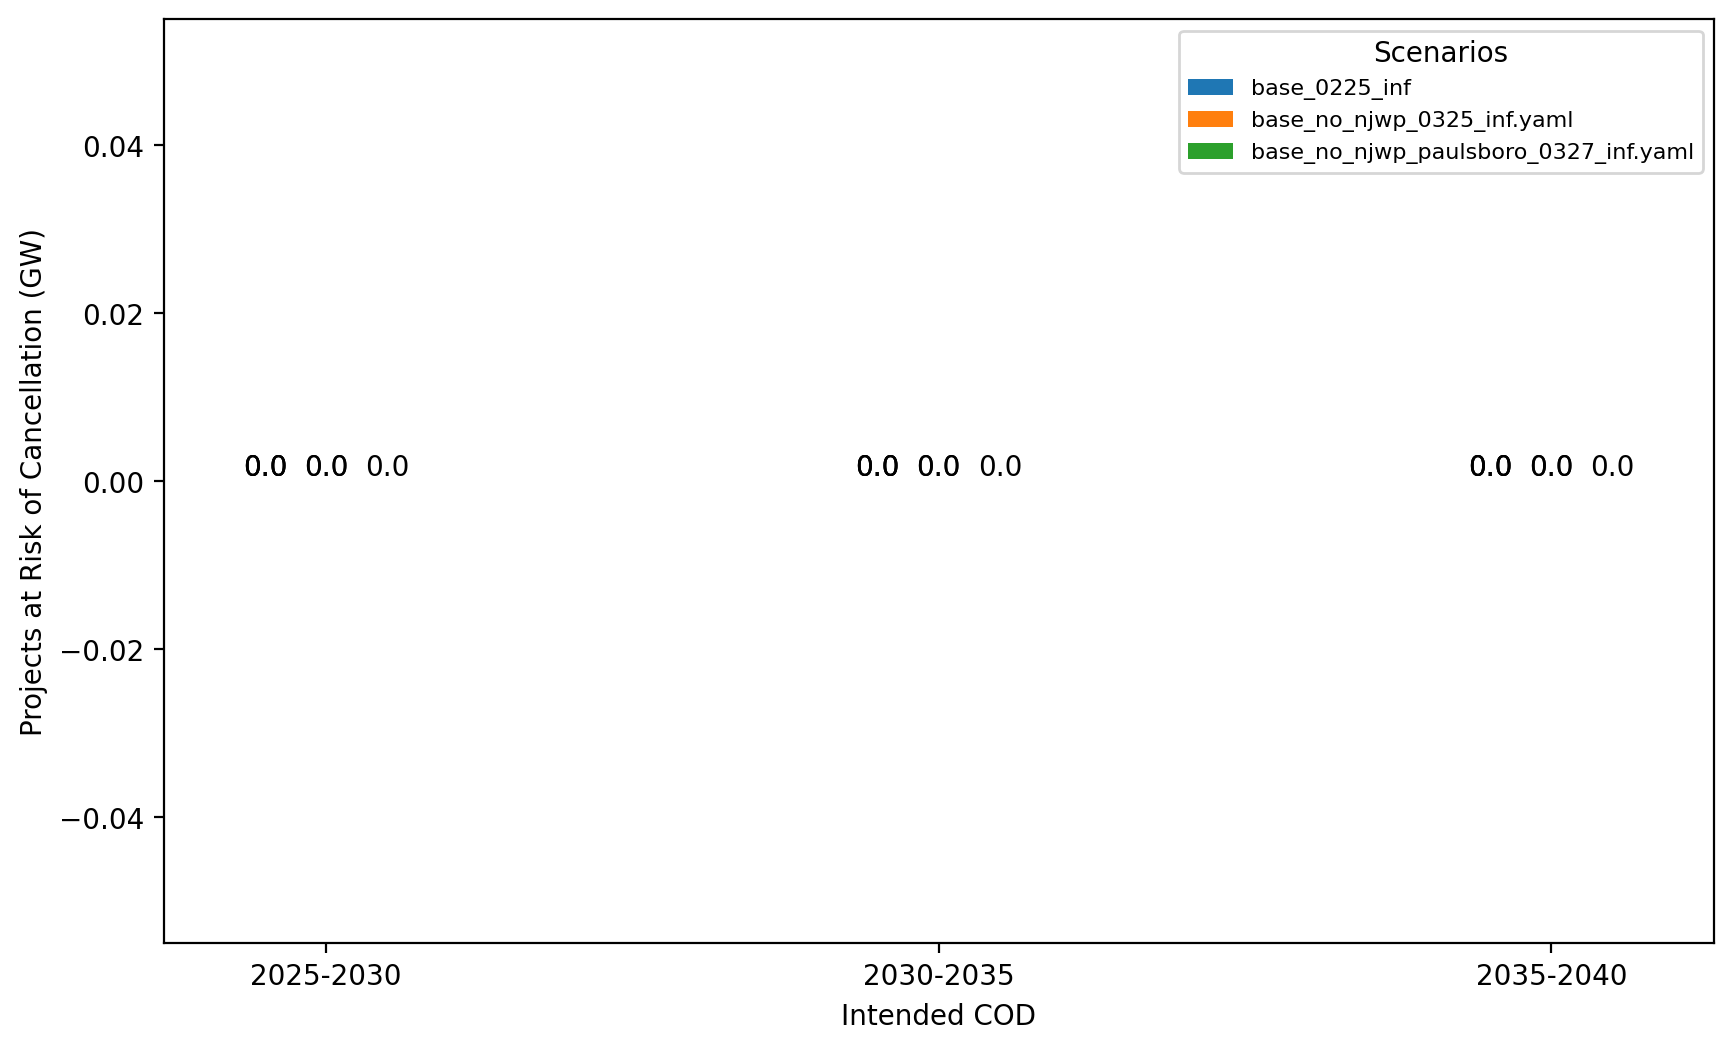 Scenarios
base_0225_inf
base_no_njwp_0325_inf.yaml
base_no_njwp_paulsboro_0327_inf.yaml
Projects at Risk of Cancellation (GW)
0.04
0.02
0.00
−0.02
−0.04
0.0 0.0 0.0 0.0 0.0 0.0 0.0 0.0 0.0
2025-2030 2030-2035 2035-2040
Intended COD